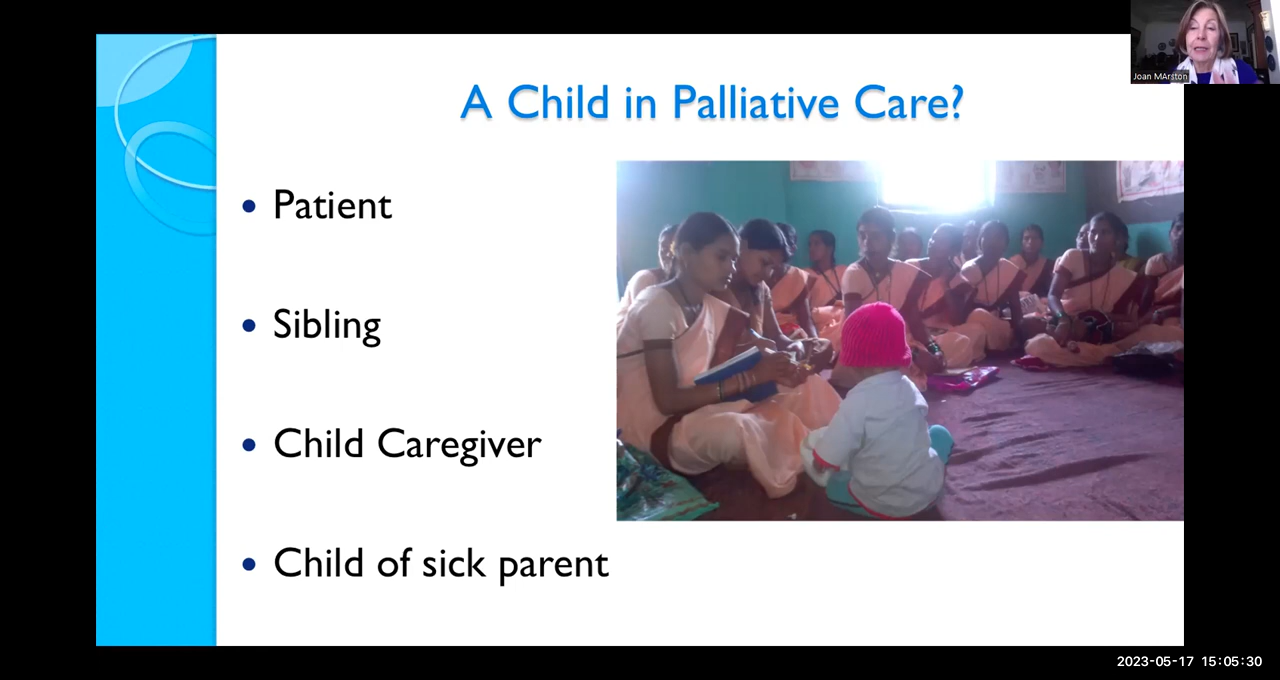 Joan MArston
A Child in Palliative Care?
• Patient
• Sibling
• Child Caregiver
• Child of sick parent
2023-05-17 15:05:30